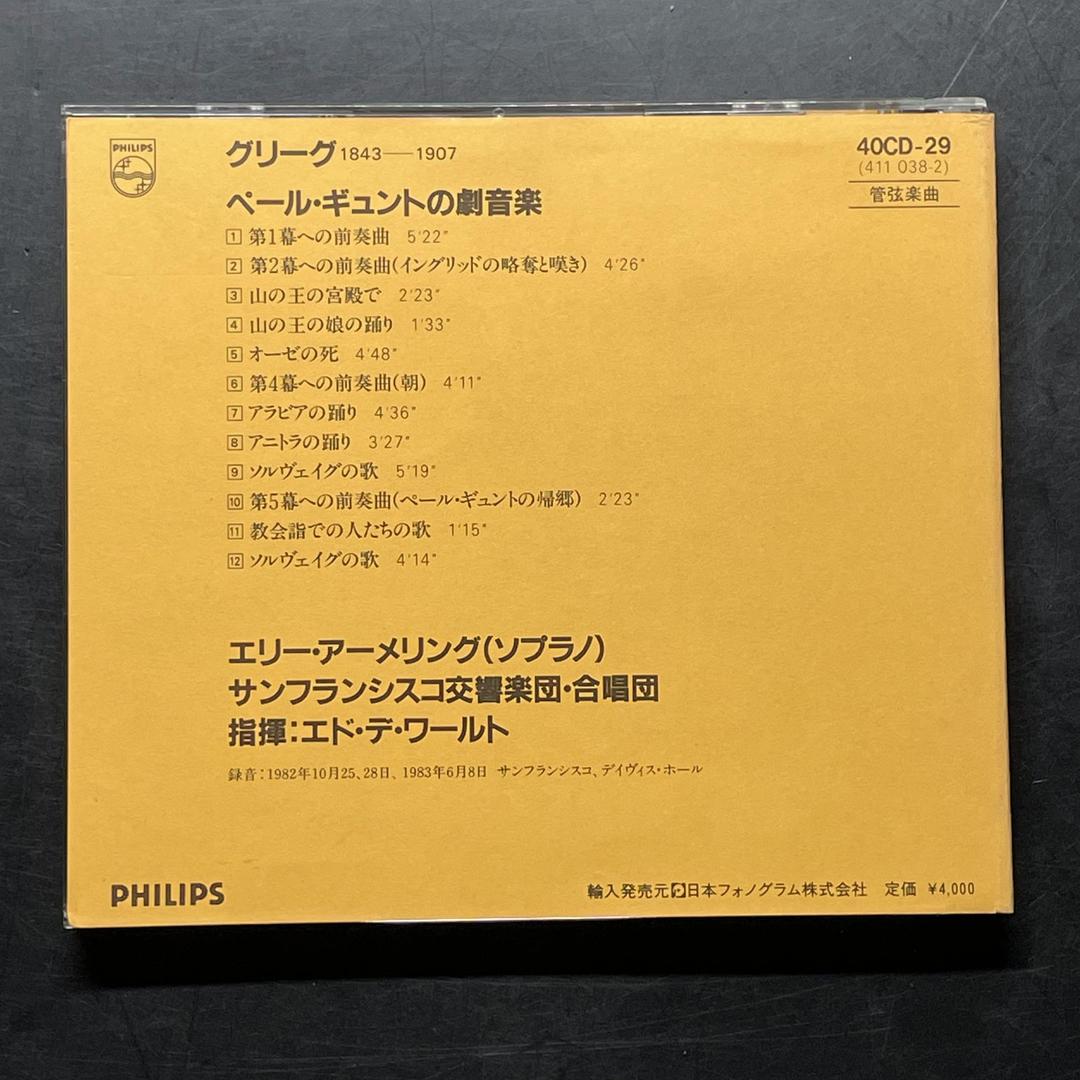 PHILIPS
グリーグ 1843—1907
40CD-29
(411 038-2)
管弦楽曲
ペール・ギュントの劇音楽
1 第1幕への前奏曲 5'22"
2 第2幕への前奏曲(イングリッドの略奪と嘆き) 4'26"
3 山の王の宮殿で 2'23"
4 山の王の娘の踊り 1'33"
5 オーゼの死 4'48"
6 第4幕への前奏曲(朝) 4'11"
7 アラビアの踊り 4'36"
8 アニトラの踊り 3'27"
9 ソルヴェイグの歌 5'19"
10 第5幕への前奏曲(ペール・ギュントの帰郷) 2'23"
11 教会詣での人たちの歌 1'15"
12 ソルヴェイグの歌 4'14"
エリー・アーメリング(ソプラノ)
サンフランシスコ交響楽団・合唱団
指揮：エド・デ・ワールト
録音：1982年10月25、28日、1983年6月8日 サンフランシスコ、デイヴィス・ホール
PHILIPS
輸入発売元 日本フォノグラム株式会社 定価 ¥4,000